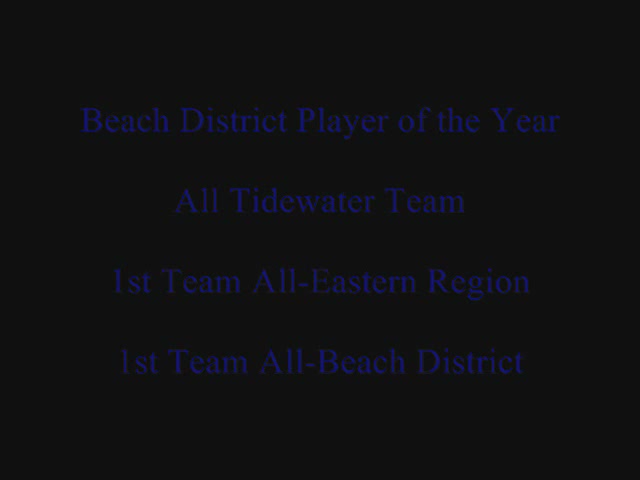 Beach District Player of the Year
All Tidewater Team
1st Team All-Eastern Region
1st Team All-Beach District